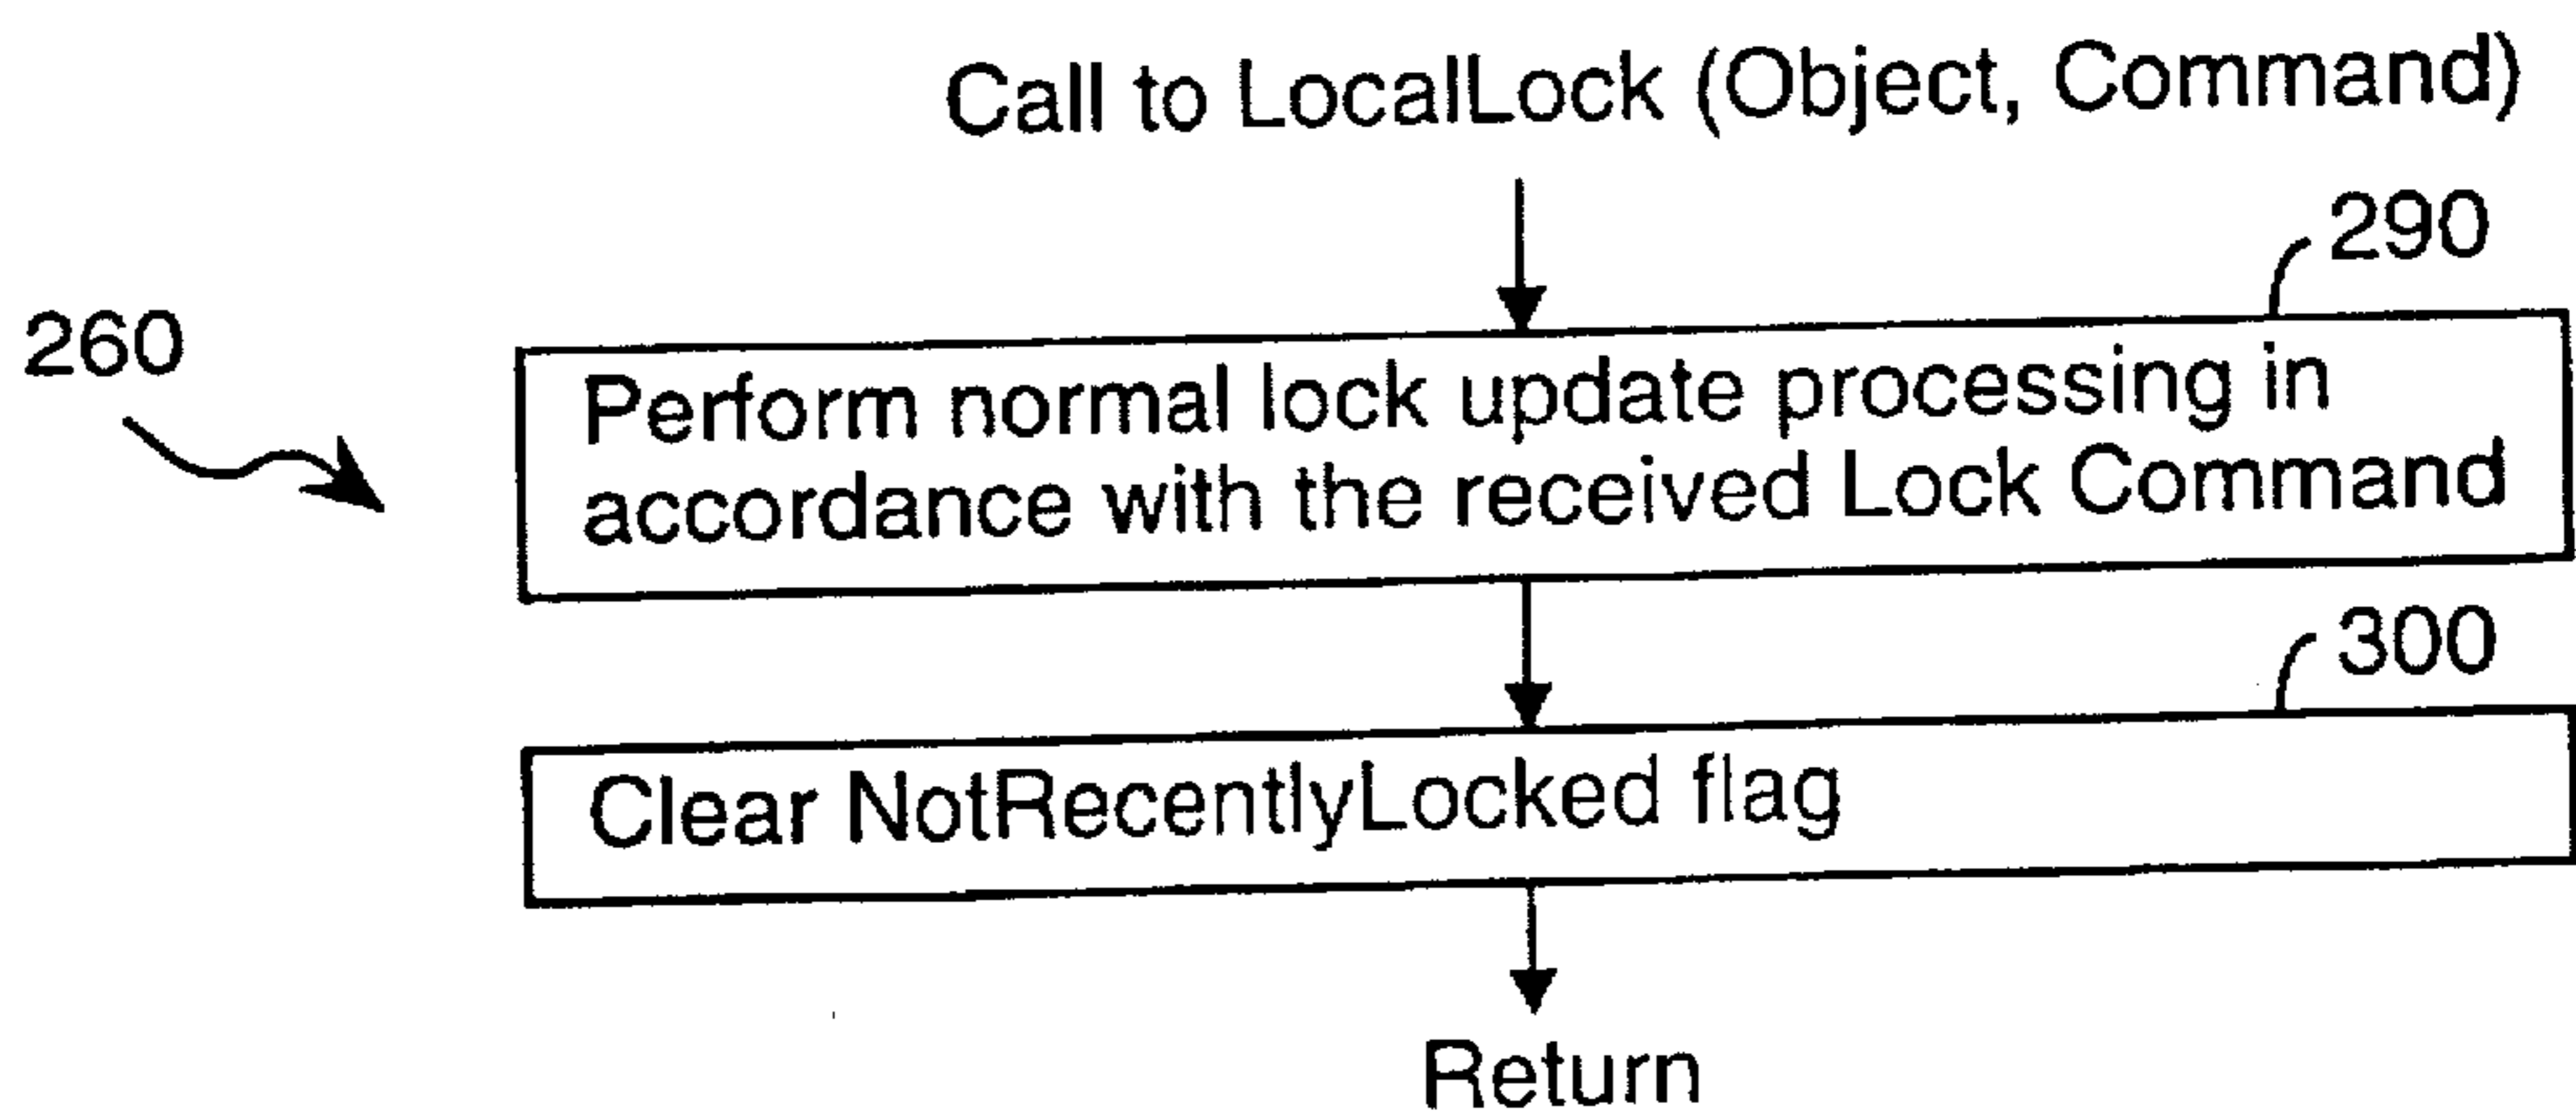 Call to LocalLock (Object, Command)
290
260
Perform normal lock update processing in
accordance with the received Lock Command
300
Clear NotRecentlyLocked flag
Return